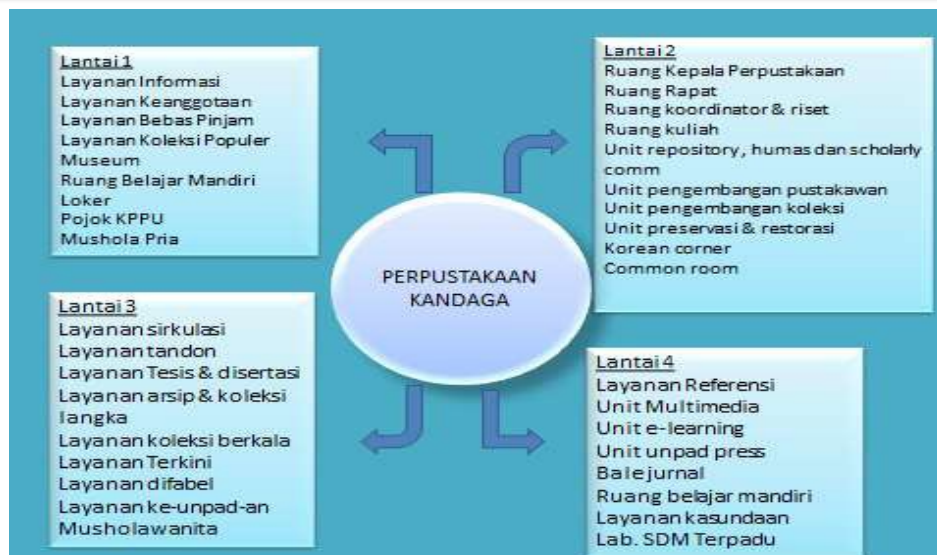 Lantai 1
Layanan Informasi
Layanan Keanggotaan
Layanan Bebas Pinjam
Layanan Koleksi Populer
Museum
Ruang Belajar Mandiri
Loker
Pojok KPPU
Mushola Pria
Lantai 2
Ruang Kepala Perpustakaan
Ruang Rapat
Ruang koordinator & riset
Ruang kuliah
Unit repository, humas dan scholarly
comm
Unit pengembangan pustakawan
Unit pengembangan koleksi
Unit preservasi & restorasi
Korean corner
Common room
PERPUSTAKAAN
KANDAGA
Lantai 3
Layanan sirkulasi
Layanan tandon
Layanan Tesis & disertasi
Layanan arsip & koleksi
langka
Layanan koleksi berkala
Layanan Terkini
Layanan difabel
Layanan ke-unpad-an
Musholawanita
Lantai 4
Layanan Referensi
Unit Multimedia
Unit e-learning
Unit unpad press
Bale jurnal
Ruang belajar mandiri
Layanan kasundaan
Lab. SDM Terpadu